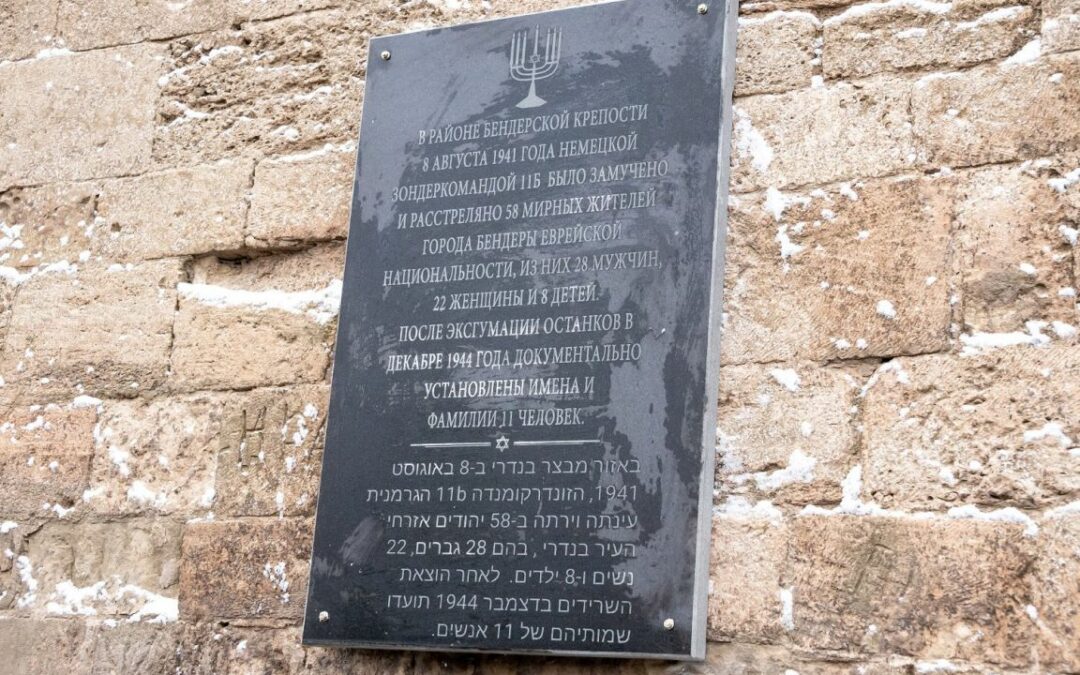 В РАЙОНЕ БЕНДЕРСКОЙ КРЕПОСТИ
8 АВГУСТА 1941 ГОДА НЕМЕЦКОЙ
ЗОНДЕРКОМАНДОЙ 11Б БЫЛО ЗАМУЧЕНО
И РАССТРЕЛЯНО 58 МИРНЫХ ЖИТЕЛЕЙ
ГОРОДА БЕНДЕРЫ ЕВРЕЙСКОЙ
НАЦИОНАЛЬНОСТИ, ИЗ НИХ 28 МУЖЧИН,
22 ЖЕНЩИНЫ И 8 ДЕТЕЙ.
ПОСЛЕ ЭКСГУМАЦИИ ОСТАНКОВ В
ДЕКАБРЕ 1944 ГОДА ДОКУМЕНТАЛЬНО
УСТАНОВЛЕНЫ ИМЕНА И
ФАМИЛИИ 11 ЧЕЛОВЕК.
באזור מבצר בנדרי ב-8 באוגוסט
1941, הזונדרקומנדה 11b הגרמנית
עינתה וירתה ב-58 יהודים אזרחי
העיר בנדרי , בהם 28 גברים, 22
נשים ו-8 ילדים. לאחר הוצאת
השרידים בדצמבר 1944 תועדו
שמותיהם של 11 אנשים.